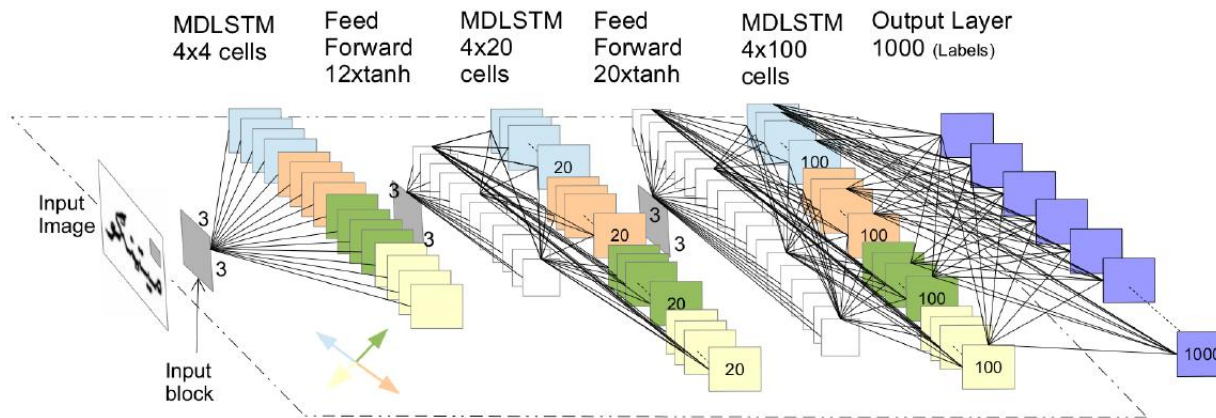 MDLSTM
4x4 cells
Feed
Forward
12xtanh
MDLSTM
4x20
cells
Feed
Forward
20xtanh
MDLSTM
4x100
cells
Output Layer
1000 (Labels)
Input
Image
3
3
Input
block
3
3
20
20
20
20
3
3
100
100
100
100
1000